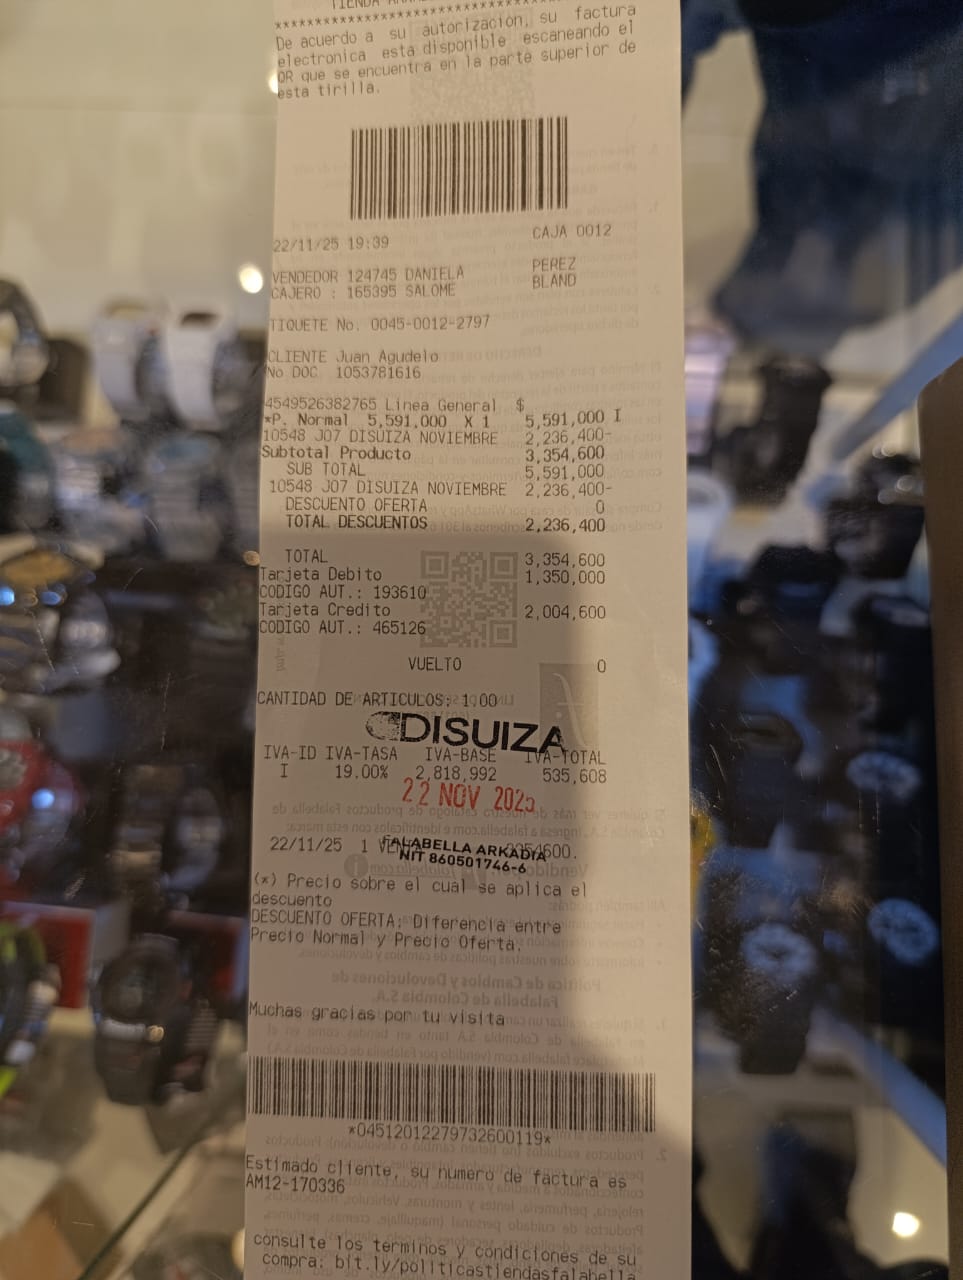 TIENDA
****************************************
De acuerdo a su autorización, su factura
electronica esta disponible escaneando el
QR que se encuentra en la parte superior de
esta tirilla.
22/11/25 19:39 CAJA 0012
VENDEDOR 124745 DANIELA PEREZ
CAJERO : 165395 SALOME BLAND
TIQUETE No. 0045-0012-2797
CLIENTE Juan Agudelo
No DOC 1053781616
4549526382765 Linea General $
*P. Normal 5,591,000 X 1 5,591,000 I
10548 J07 DISUIZA NOVIEMBRE 2,236,400-
Subtotal Producto 3,354,600
SUB TOTAL 5,591,000
10548 J07 DISUIZA NOVIEMBRE 2,236,400-
DESCUENTO OFERTA 0
TOTAL DESCUENTOS 2,236,400
TOTAL 3,354,600
Tarjeta Debito 1,350,000
CODIGO AUT.: 193610
Tarjeta Credito 2,004,600
CODIGO AUT.: 465126
VUELTO 0
CANTIDAD DE ARTICULOS: 1.00
DISUIZA
IVA-ID IVA-TASA IVA-BASE IVA-TOTAL
I 19.00% 2,818,992 535,608
22 NOV 2025
22/11/25 1
FALABELLA ARKADIA
NIT 860501746-6
(*) Precio sobre el cual se aplica el
descuento
DESCUENTO OFERTA: Diferencia entre
Precio Normal y Precio Oferta.
Muchas gracias por tu visita
*04512012279732600119*
Estimado cliente, su numero de factura es
AM12-170336
consulte los terminos y condiciones de su
compra: bit.ly/politicastiendasfalabella